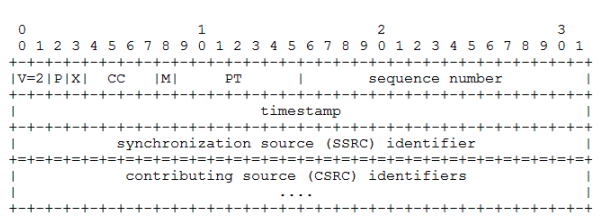 0                   1                   2                   3
0 1 2 3 4 5 6 7 8 9 0 1 2 3 4 5 6 7 8 9 0 1 2 3 4 5 6 7 8 9 0 1
+-+-+-+-+-+-+-+-+-+-+-+-+-+-+-+-+-+-+-+-+-+-+-+-+-+-+-+-+-+-+-+-+
|V=2|P|X|  CC   |M|     PT      |       sequence number         |
+-+-+-+-+-+-+-+-+-+-+-+-+-+-+-+-+-+-+-+-+-+-+-+-+-+-+-+-+-+-+-+-+
|                           timestamp                           |
+-+-+-+-+-+-+-+-+-+-+-+-+-+-+-+-+-+-+-+-+-+-+-+-+-+-+-+-+-+-+-+-+
|           synchronization source (SSRC) identifier            |
+=+=+=+=+=+=+=+=+=+=+=+=+=+=+=+=+=+=+=+=+=+=+=+=+=+=+=+=+=+=+=+=+
|            contributing source (CSRC) identifiers             |
|                             ....                              |
+-+-+-+-+-+-+-+-+-+-+-+-+-+-+-+-+-+-+-+-+-+-+-+-+-+-+-+-+-+-+-+-+